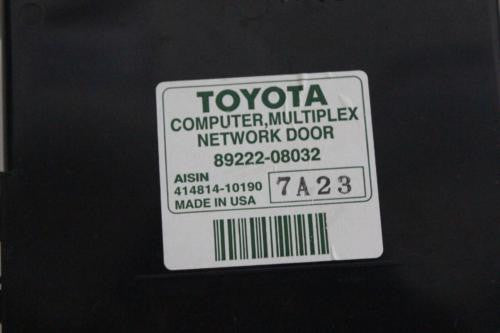 TOYOTA
COMPUTER,MULTIPLEX
NETWORK DOOR
89222-08032
AISIN
414814-10190 7A23
MADE IN USA